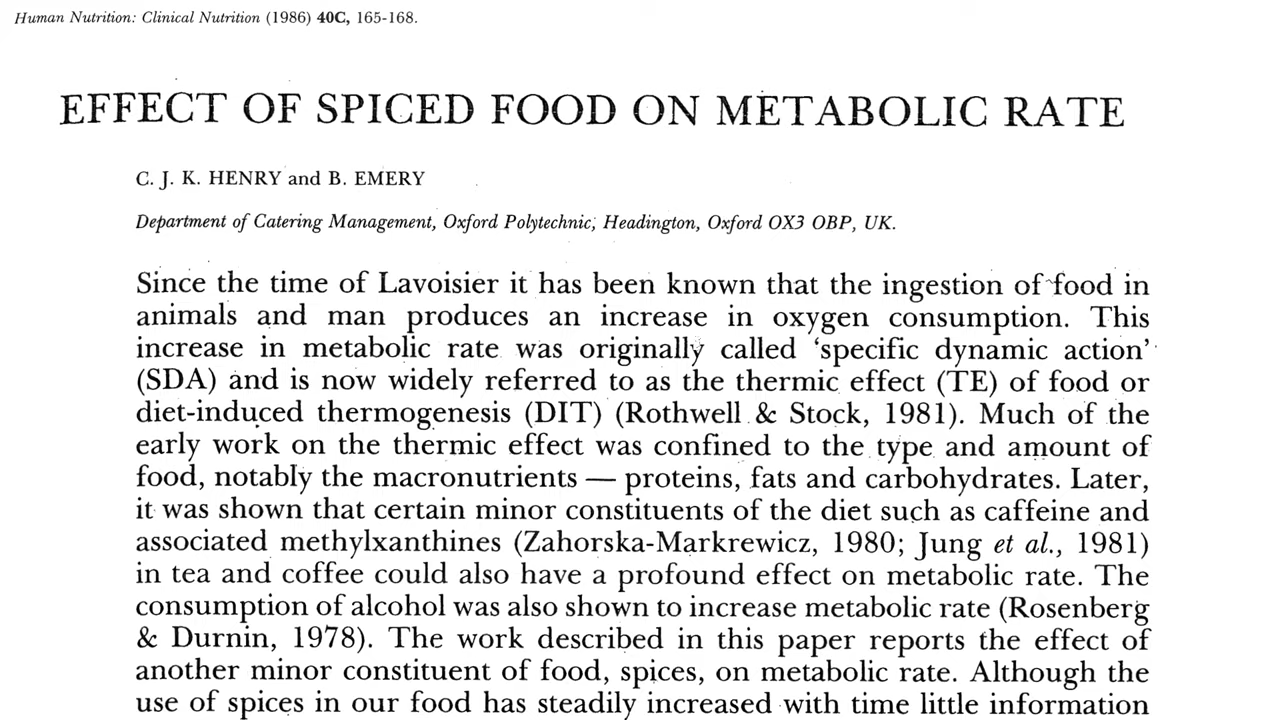 Human Nutrition: Clinical Nutrition (1986) 40C, 165-168.
EFFECT OF SPICED FOOD ON METABOLIC RATE
C. J. K. HENRY and B. EMERY
Department of Catering Management, Oxford Polytechnic, Headington, Oxford OX3 OBP, UK.
Since the time of Lavoisier it has been known that the ingestion of food in
animals and man produces an increase in oxygen consumption. This
increase in metabolic rate was originally called ‘specific dynamic action’
(SDA) and is now widely referred to as the thermic effect (TE) of food or
diet-induced thermogenesis (DIT) (Rothwell & Stock, 1981). Much of the
early work on the thermic effect was confined to the type and amount of
food, notably the macronutrients — proteins, fats and carbohydrates. Later,
it was shown that certain minor constituents of the diet such as caffeine and
associated methylxanthines (Zahorska-Markrewicz, 1980; Jung et al., 1981)
in tea and coffee could also have a profound effect on metabolic rate. The
consumption of alcohol was also shown to increase metabolic rate (Rosenberg
& Durnin, 1978). The work described in this paper reports the effect of
another minor constituent of food, spices, on metabolic rate. Although the
use of spices in our food has steadily increased with time little information